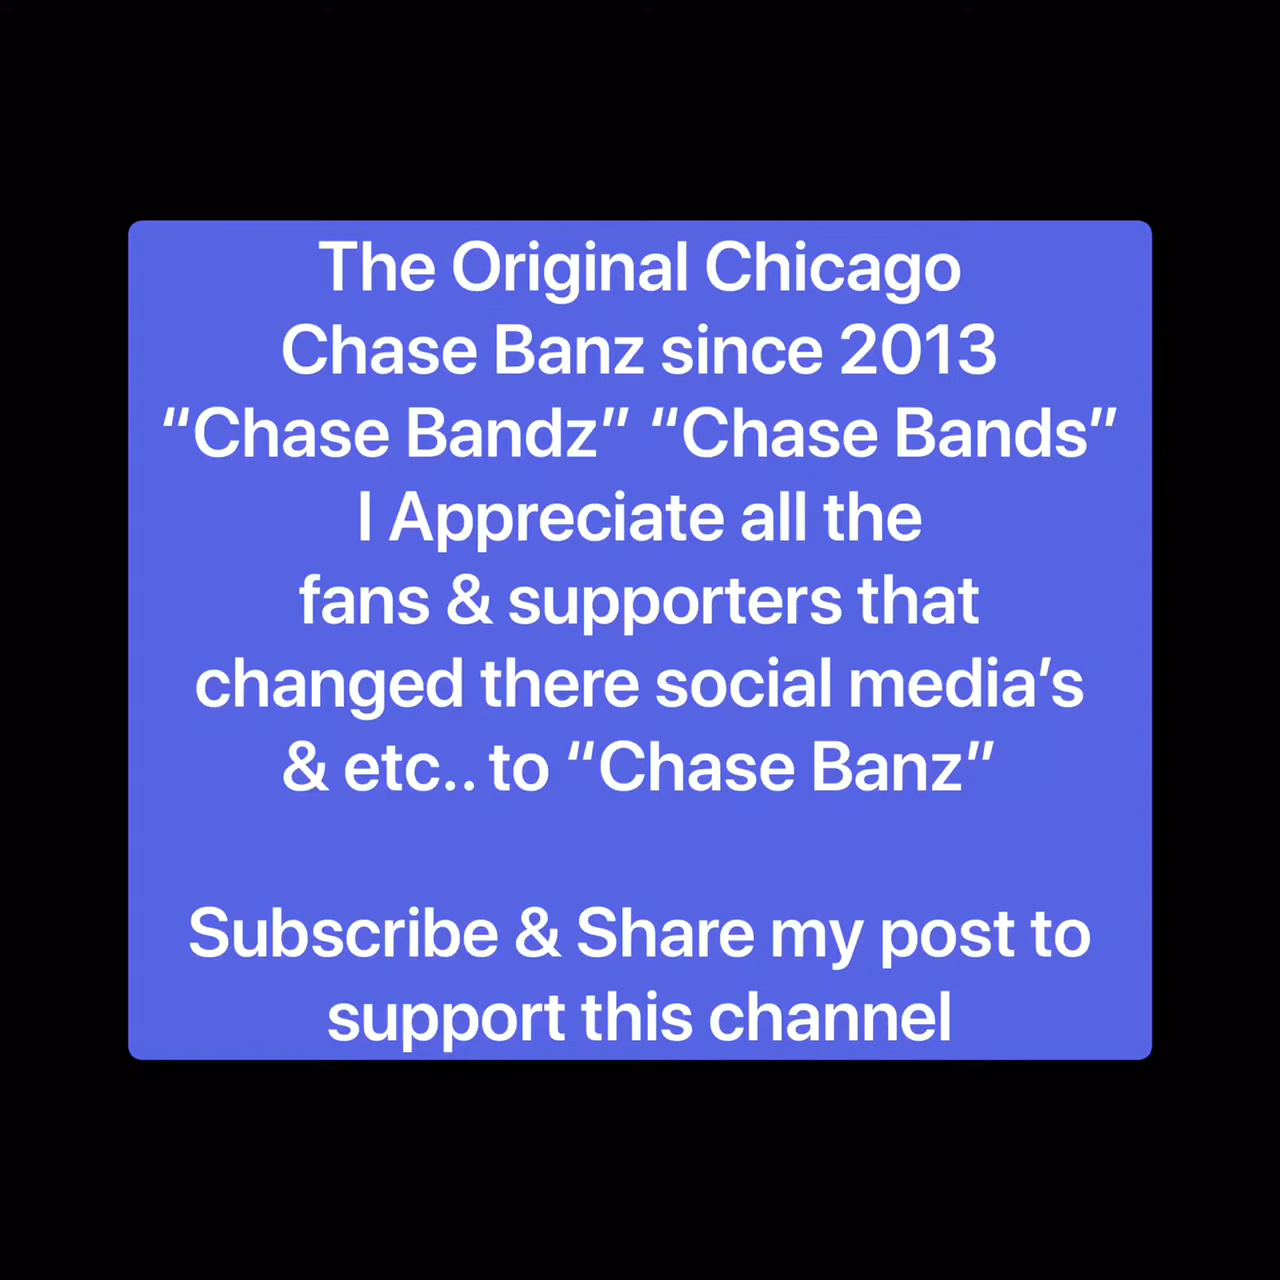 The Original Chicago
Chase Banz since 2013
“Chase Bandz” “Chase Bands”
I Appreciate all the
fans & supporters that
changed there social media’s
& etc.. to “Chase Banz”
Subscribe & Share my post to
support this channel